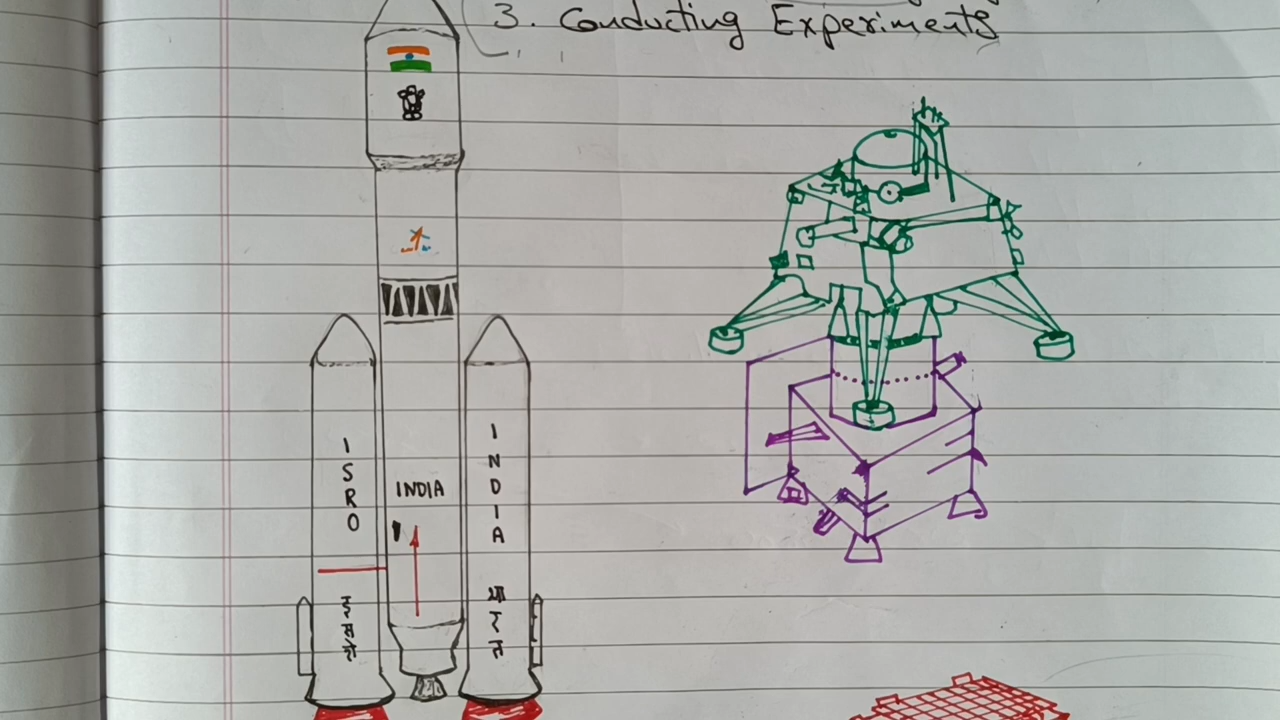 3. Conducting Experiments
ISRO
INDIA
INDIA
इसरो
भारत